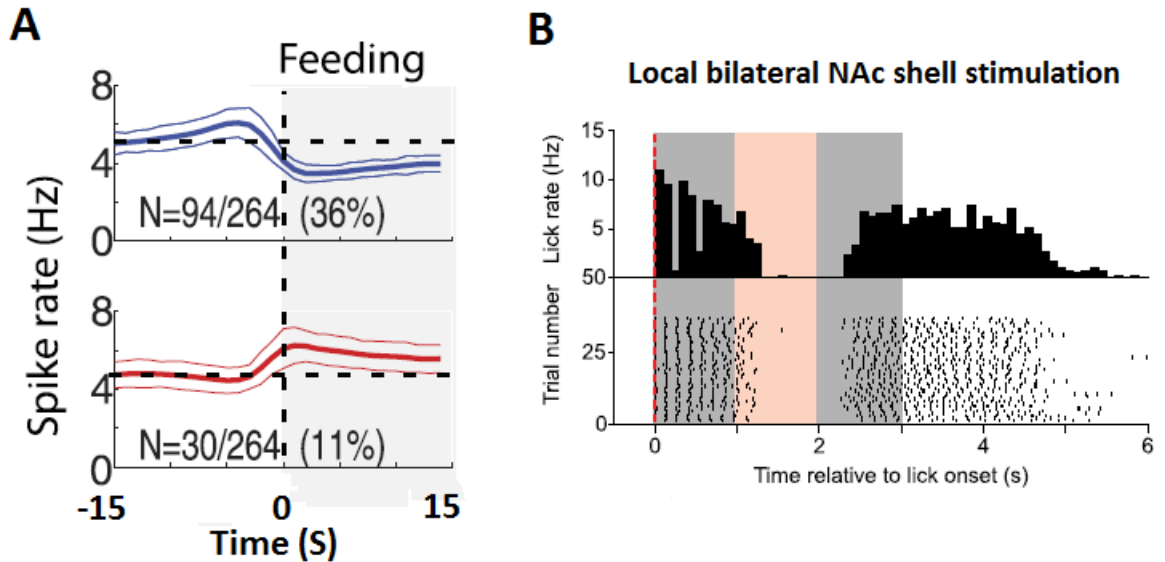 A
Feeding
8
4
0
N=94/264 (36%)
8
4
0
N=30/264 (11%)
Spike rate (Hz)
-15 0 15
Time (S)
B
Local bilateral NAc shell stimulation
15
10
5
50
25
0
Lick rate (Hz)
Trial number
0 2 4 6
Time relative to lick onset (s)